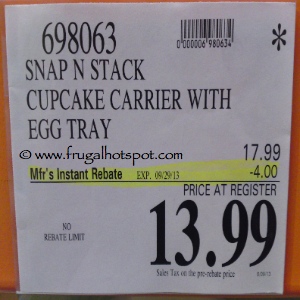 698063
0000006980634
*
SNAP N STACK
CUPCAKE CARRIER WITH
EGG TRAY
© www.frugalhotspot.com
17.99
Mfr's Instant Rebate EXP. 09/29/13 -4.00
PRICE AT REGISTER
13.99
NO
REBATE LIMIT
Sales Tax on the pre-rebate price